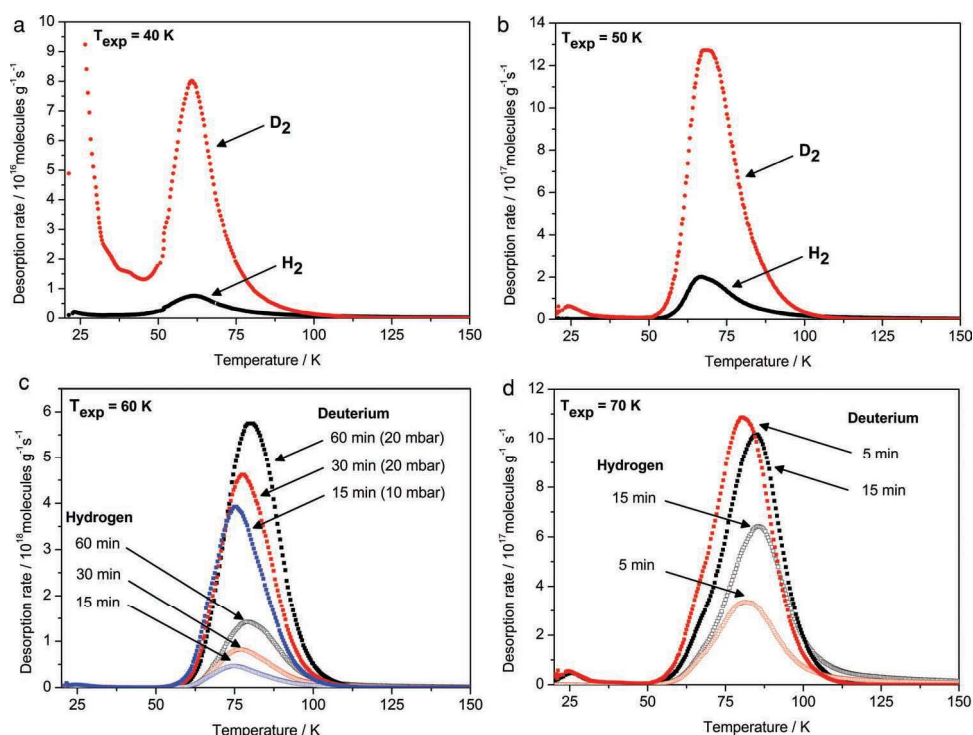 a
T_exp = 40 K
Desorption rate / 10^16 molecules g^-1 s^-1
10
9
8
7
6
5
4
3
2
1
0
D_2
H_2
25
50
75
100
125
150
Temperature / K
b
T_exp = 50 K
Desorption rate / 10^17 molecules g^-1 s^-1
14
12
10
8
6
4
2
0
D_2
H_2
25
50
75
100
125
150
Temperature / K
c
T_exp = 60 K
Desorption rate / 10^18 molecules g^-1 s^-1
6
5
4
3
2
1
0
Deuterium
60 min (20 mbar)
30 min (20 mbar)
15 min (10 mbar)
Hydrogen
60 min
30 min
15 min
25
50
75
100
125
150
Temperature / K
d
T_exp = 70 K
Desorption rate / 10^17 molecules g^-1 s^-1
12
10
8
6
4
2
0
Deuterium
5 min
15 min
Hydrogen
15 min
5 min
25
50
75
100
125
150
Temperature / K